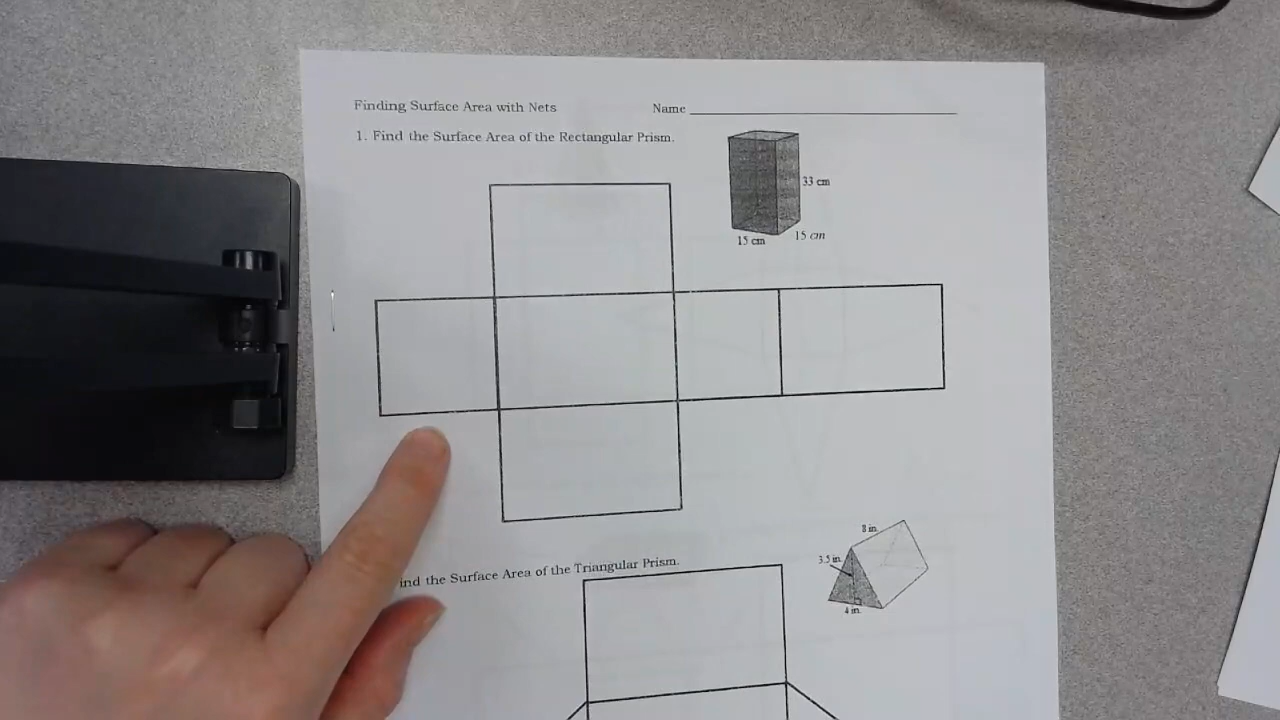 Finding Surface Area with Nets
Name
1. Find the Surface Area of the Rectangular Prism.
33 cm
15 cm
15 cm
ind the Surface Area of the Triangular Prism.
8 in.
3.5 in.
4 in.